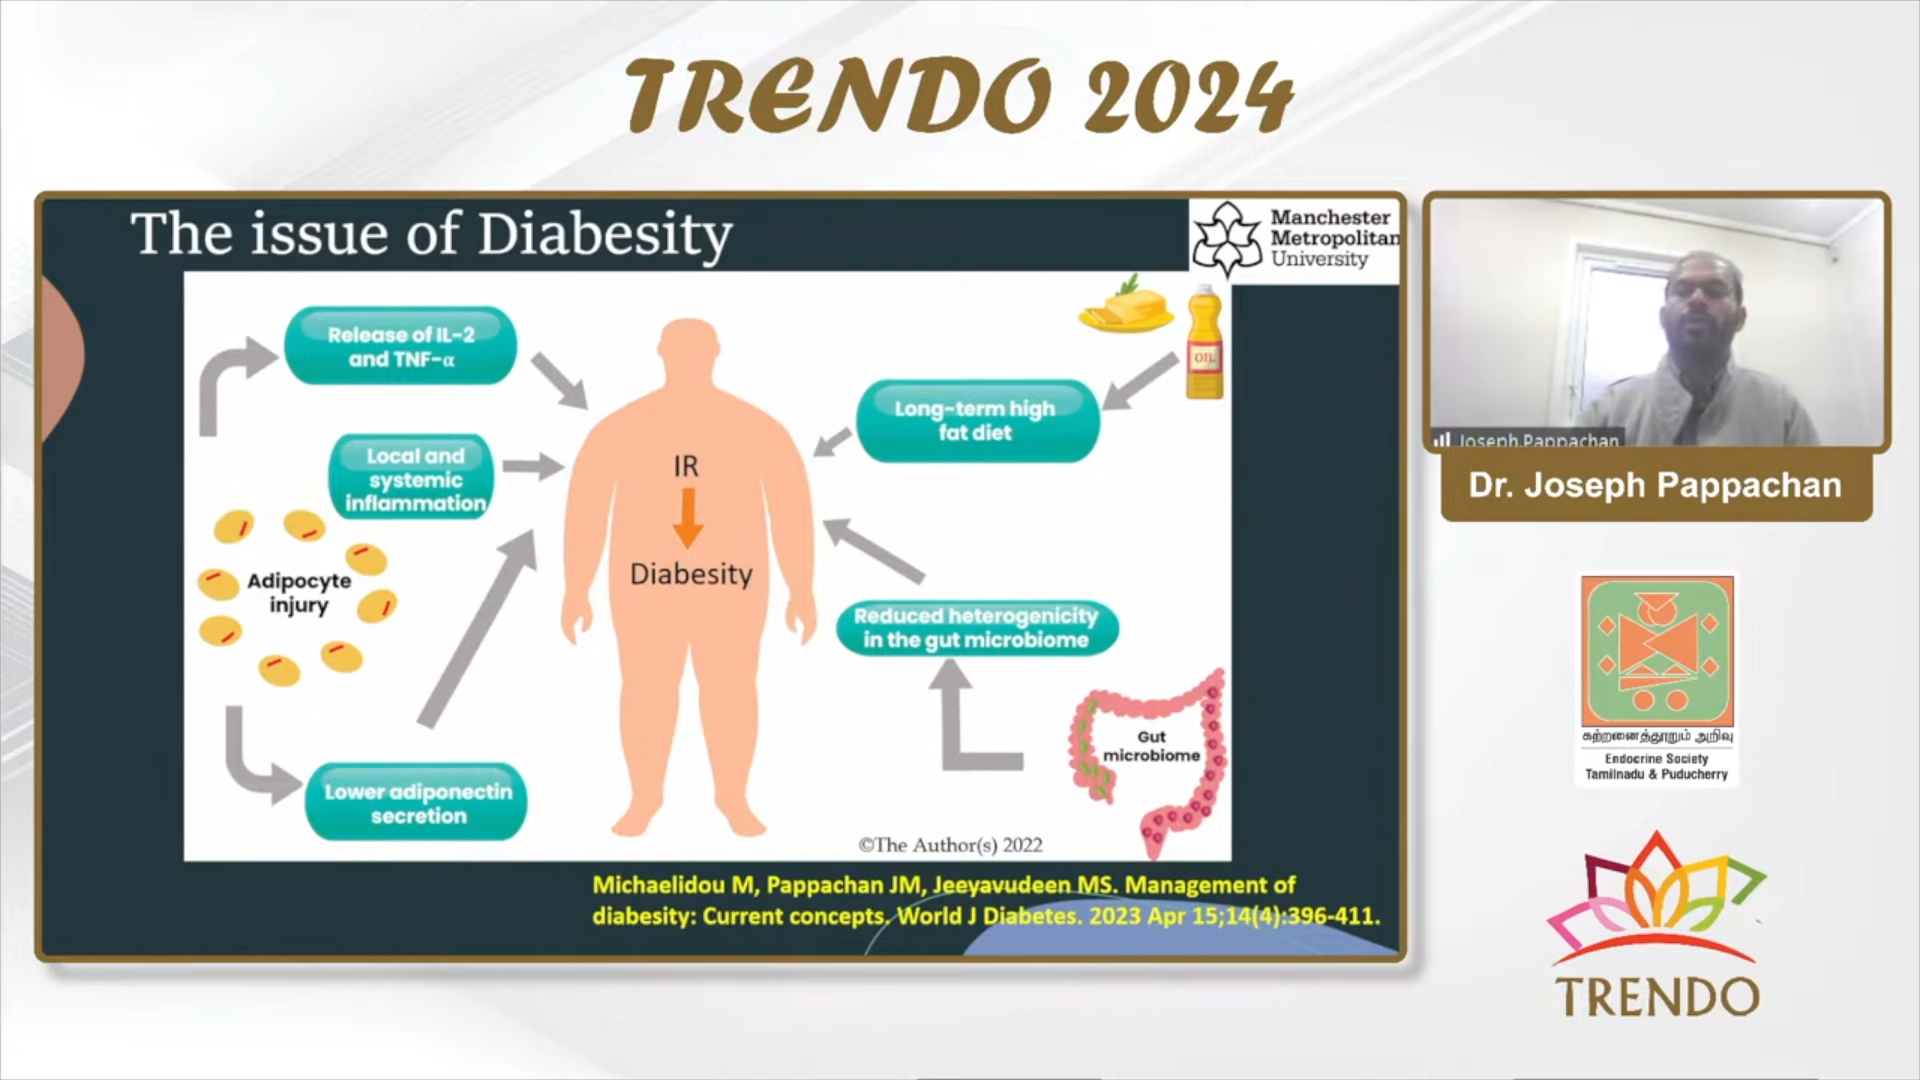 TRENDO 2024
The issue of Diabesity
Manchester
Metropolitan
University
Release of IL-2
and TNF-α
Local and
systemic
inflammation
Adipocyte
injury
Lower adiponectin
secretion
IR
Diabesity
OIL
Long-term high
fat diet
Reduced heterogenicity
in the gut microbiome
Gut
microbiome
©The Author(s) 2022
Michaelidou M, Pappachan JM, Jeeyavudeen MS. Management of
diabesity: Current concepts. World J Diabetes. 2023 Apr 15;14(4):396-411.
Joseph Pappachan
Dr. Joseph Pappachan
கற்றனைத்தூறும் அறிவு
Endocrine Society
Tamilnadu & Puducherry
TRENDO